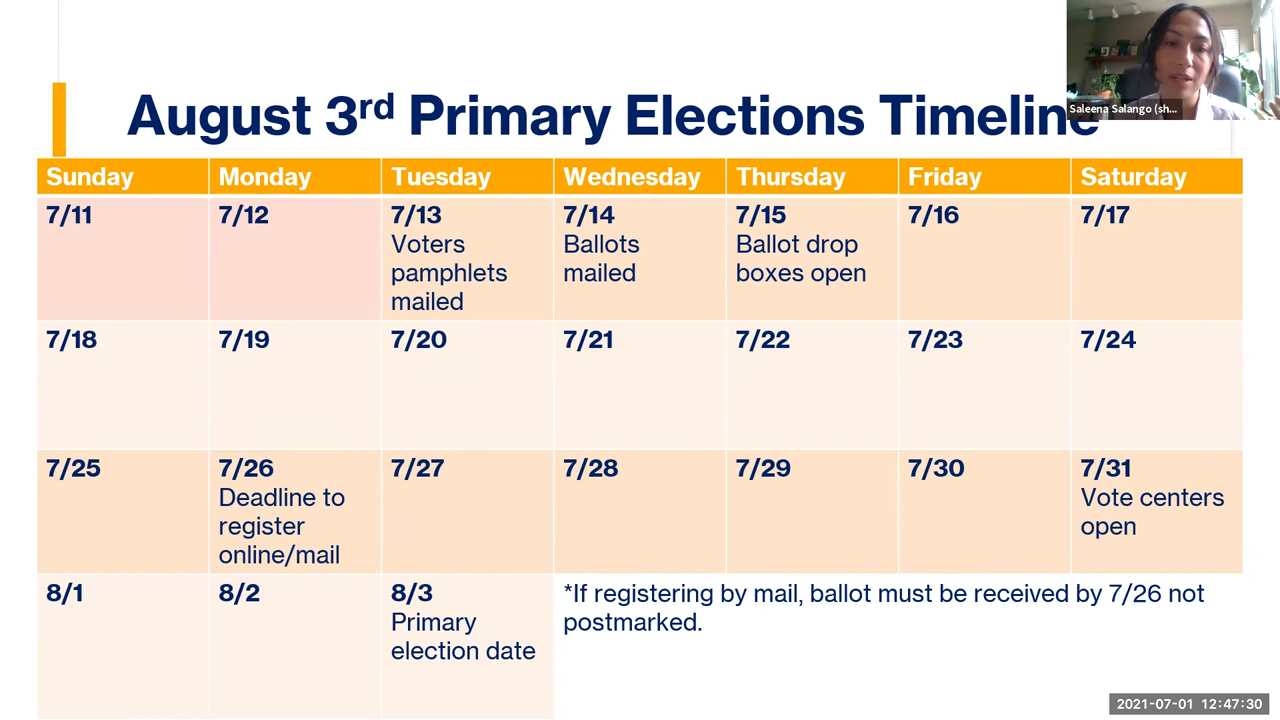 August 3rd Primary Elections Timeline
Saleena Salango (sh...
Sunday Monday Tuesday Wednesday Thursday Friday Saturday
7/11 7/12 7/13 7/14 7/15 7/16 7/17
Voters Ballots Ballot drop
pamphlets mailed boxes open
mailed
7/18 7/19 7/20 7/21 7/22 7/23 7/24
7/25 7/26 7/27 7/28 7/29 7/30 7/31
Deadline to Vote centers
register open
online/mail
8/1 8/2 8/3 *If registering by mail, ballot must be received by 7/26 not
Primary postmarked.
election date
2021-07-01 12:47:30